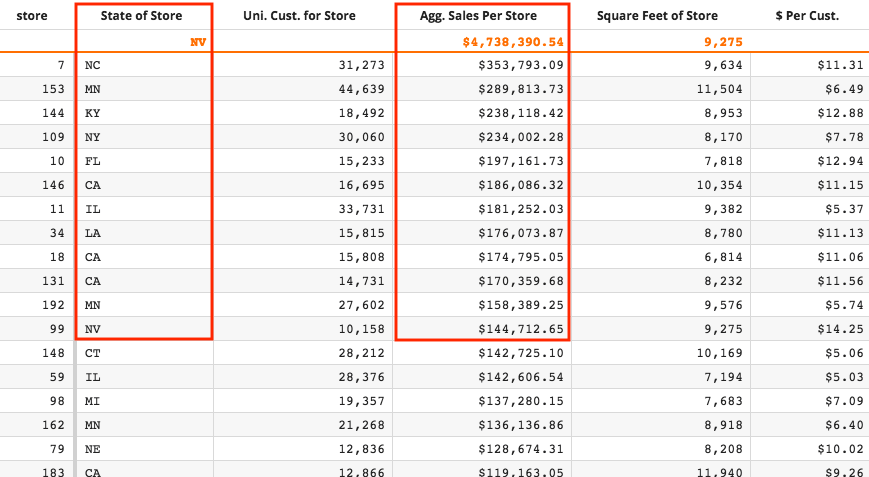 store State of Store Uni. Cust. for Store Agg. Sales Per Store Square Feet of Store $ Per Cust.
NV $4,738,390.54 9,275
7 NC 31,273 $353,793.09 9,634 $11.31
153 MN 44,639 $289,813.73 11,504 $6.49
144 KY 18,492 $238,118.42 8,953 $12.88
109 NY 30,060 $234,002.28 8,170 $7.78
10 FL 15,233 $197,161.73 7,818 $12.94
146 CA 16,695 $186,086.32 10,354 $11.15
11 IL 33,731 $181,252.03 9,382 $5.37
34 LA 15,815 $176,073.87 8,780 $11.13
18 CA 15,808 $174,795.05 6,814 $11.06
131 CA 14,731 $170,359.68 8,232 $11.56
192 MN 27,602 $158,389.25 9,576 $5.74
99 NV 10,158 $144,712.65 9,275 $14.25
148 CT 28,212 $142,725.10 10,169 $5.06
59 IL 28,376 $142,606.54 7,194 $5.03
98 MI 19,357 $137,280.15 7,683 $7.09
162 MN 21,268 $136,136.86 8,918 $6.40
79 NE 12,836 $128,674.31 8,208 $10.02
183 CA 12,866 $119,163.05 11,940 $9.26